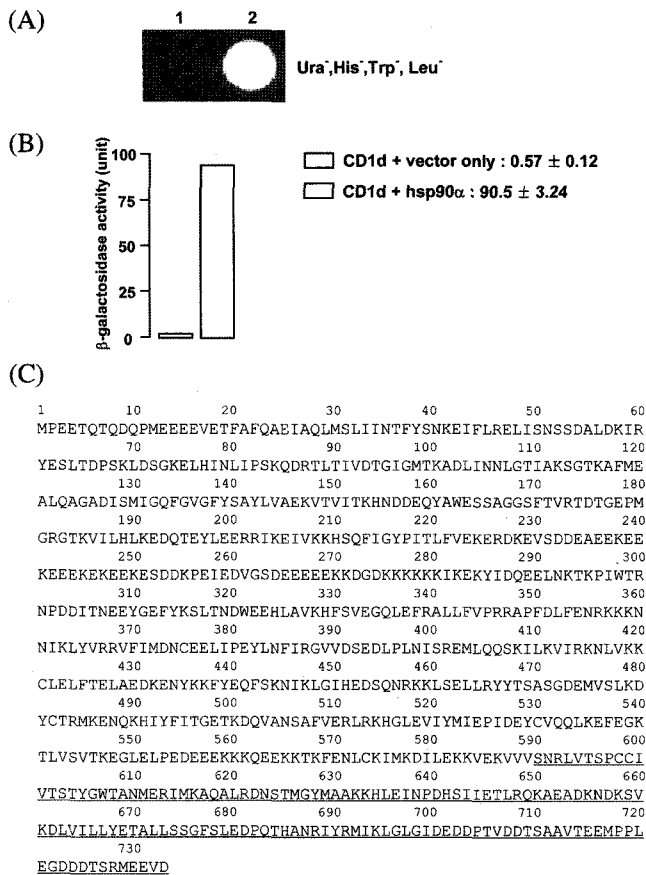 (A)
1 2
Ura⁻,His⁻,Trp⁻, Leu⁻
(B)
β-galactosidase activity (unit)
100
75
50
25
0
1 2
CD1d + vector only : 0.57 ± 0.12
CD1d + hsp90α : 90.5 ± 3.24
(C)
1 10 20 30 40 50 60
MPEETQTQDQPMEEEEVETFAFQAEIAQLMSLIINTFYSNKEIFLRELISNSSDALDKIR
70 80 90 100 110 120
YESLTDPSKLDSGKELHINLIPSKQDRTLTIVDTGIGMTKADLINNLGTIAKSGTKAFME
130 140 150 160 170 180
ALQAGADISMIGQFGVGFYSAYLVAEKVTVITKHNDDEQYAWESSAGGSFTVRTDTGEPM
190 200 210 220 230 240
GRGTKVILHLKEDQTEYLEERRIKEIVKKHSQFIGYPITLFVEKERDKEVSDDEAEEKEE
250 260 270 280 290 300
KEEEKEKEEKESDDKPEIEDVGSDEEEEEKKDGDKKKKKKIKEKYIDQEELNKTKPIWTR
310 320 330 340 350 360
NPDDITNEEYGEFYKSLTNDWEEHLAVKHFSVEGQLEFRALLFVPRRAPFDLFENRKKKN
370 380 390 400 410 420
NIKLYVRRVFIMDNCEELIPEYLNFIRGVVDSEDLPLNISREMLQQSKILKVIRKNLVKK
430 440 450 460 470 480
CLELFTELAEDKENYKKFYEQFSKNIKLGIHEDSQNRKKLSELLRYYTSASGDEMVSLKD
490 500 510 520 530 540
YCTRMKENQKHIYFITGETKDQVANSAFVERLRKHGLEVIYMIEPIDEYCVQQLKEFEGK
550 560 570 580 590 600
TLVSVTKEGLELPEDEEEKKKQEEKKTKFENLCKIMKDILEKKVEKVVVSNRLVTSPCCI
610 620 630 640 650 660
VTSTYGWTANMERIMKAQALRDNSTMGYMAAKKHLEINPDHSIIETLRQKAEADKNDKSV
670 680 690 700 710 720
KDLVILLYETALLSSGFSLEDPQTHANRIYRMIKLGLGIDEDDPTVDDTSAAVTEEMPPL
730
EGDDDTSRMEEVD